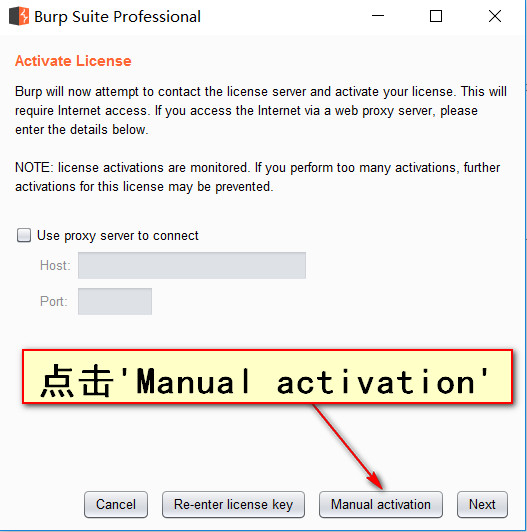 Burp Suite Professional
Activate License
Burp will now attempt to contact the license server and activate your license. This will
require Internet access. If you access the Internet via a web proxy server, please
enter the details below.
NOTE: license activations are monitored. If you perform too many activations, further
activations for this license may be prevented.
Use proxy server to connect
Host:
Port:
点击'Manual activation'
Cancel
Re-enter license key
Manual activation
Next